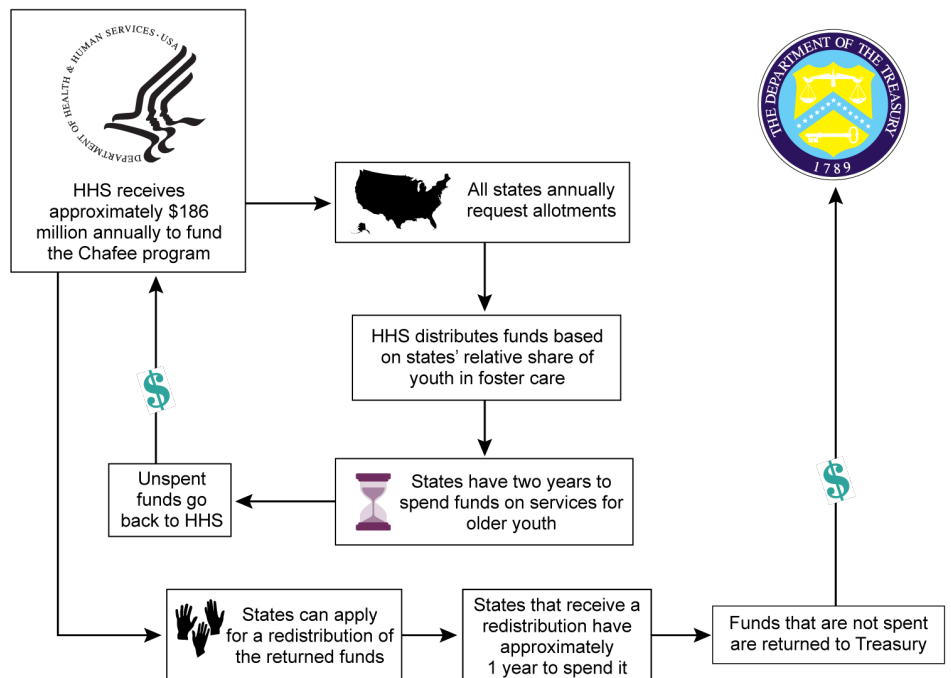 DEPARTMENT OF HEALTH & HUMAN SERVICES · USA
HHS receives
approximately $186
million annually to fund
the Chafee program
THE DEPARTMENT OF THE TREASURY
1789
All states annually
request allotments
HHS distributes funds based
on states’ relative share of
youth in foster care
States have two years to
spend funds on services for
older youth
Unspent
funds go
back to HHS
$
$
States can apply
for a redistribution of
the returned funds
States that receive a
redistribution have
approximately
1 year to spend it
Funds that are not spent
are returned to Treasury